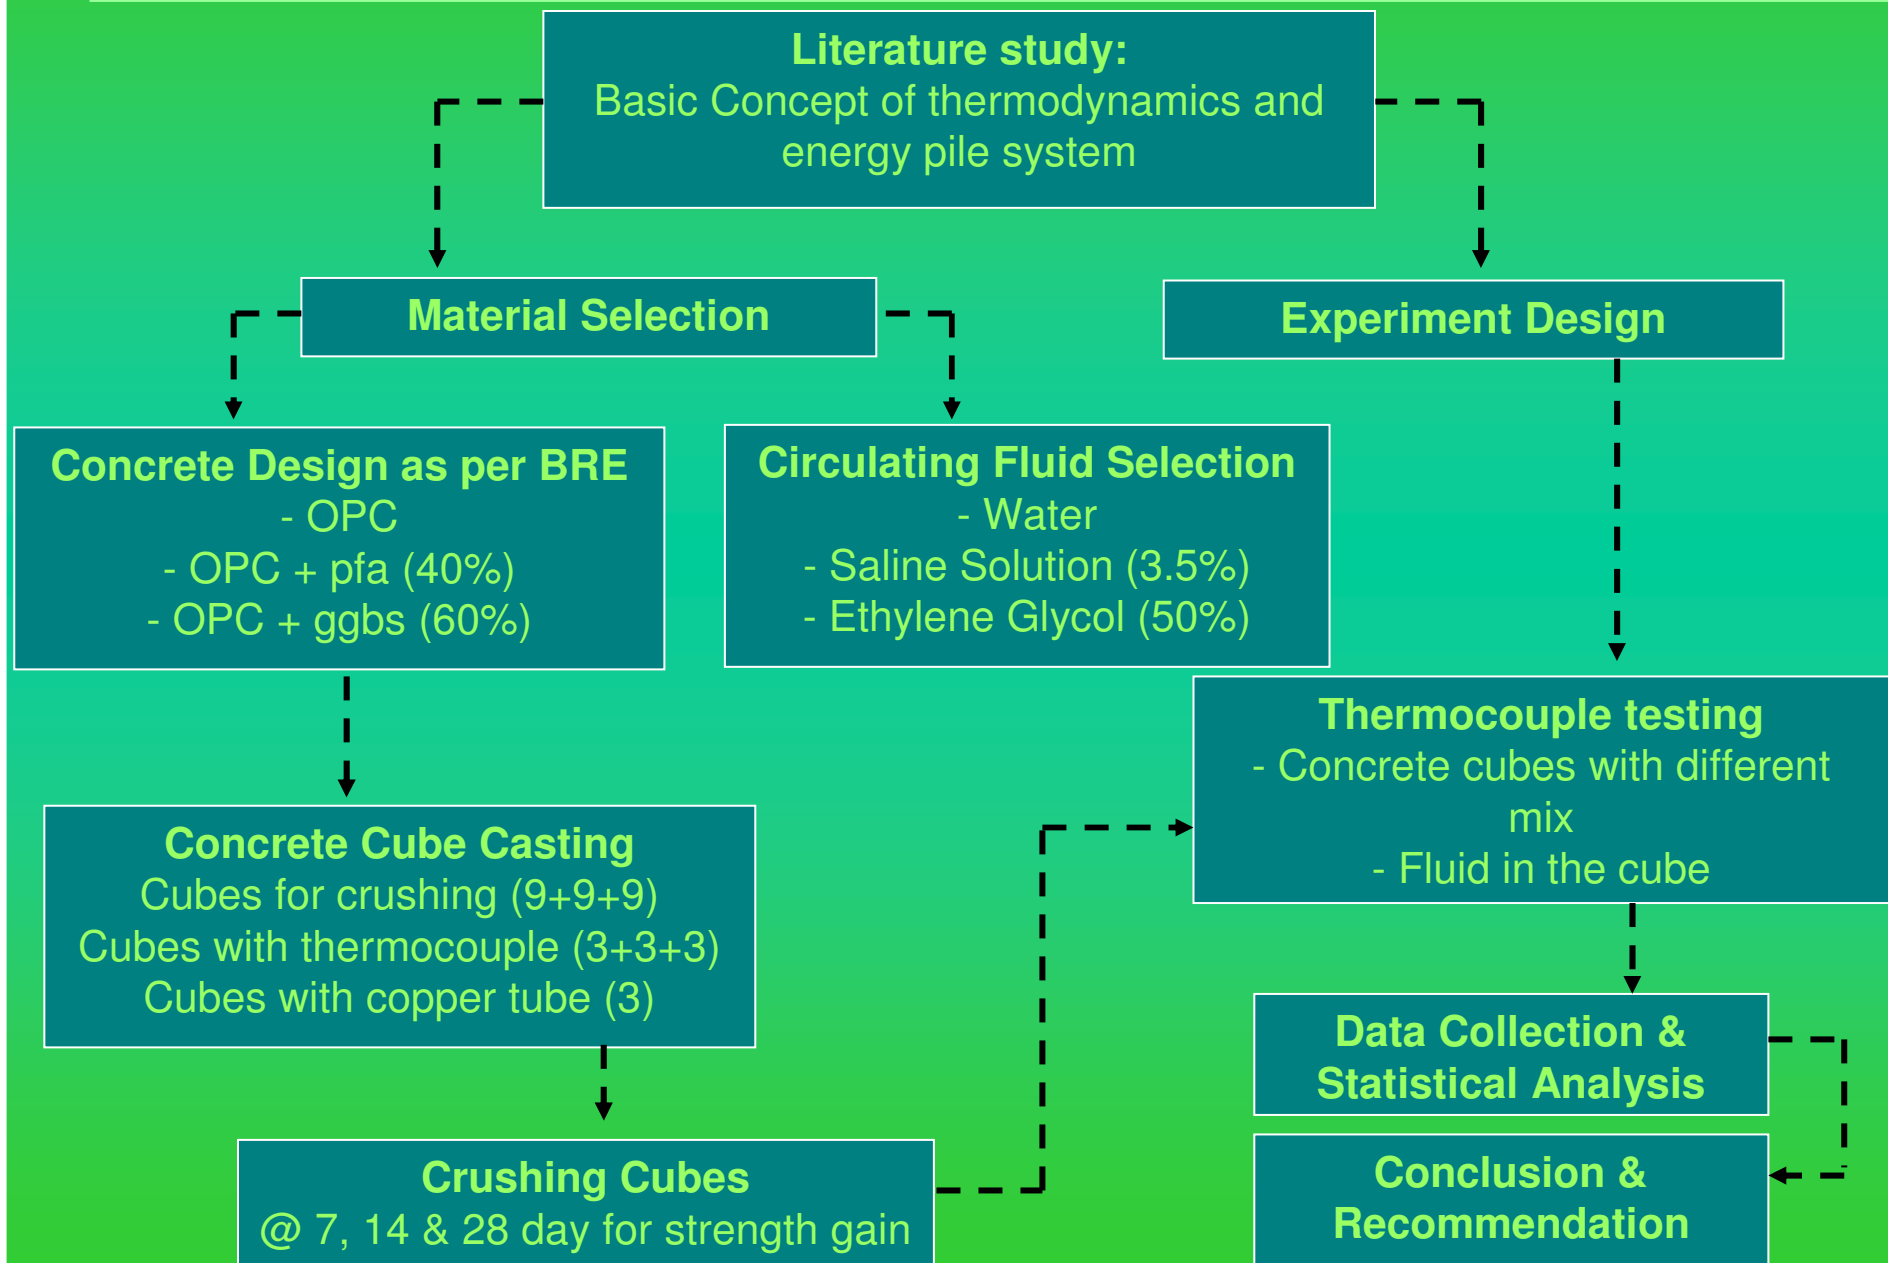 Literature study:
Basic Concept of thermodynamics and
energy pile system
Material Selection
Experiment Design
Concrete Design as per BRE
- OPC
- OPC + pfa (40%)
- OPC + ggbs (60%)
Circulating Fluid Selection
- Water
- Saline Solution (3.5%)
- Ethylene Glycol (50%)
Thermocouple testing
- Concrete cubes with different
mix
- Fluid in the cube
Concrete Cube Casting
Cubes for crushing (9+9+9)
Cubes with thermocouple (3+3+3)
Cubes with copper tube (3)
Data Collection &
Statistical Analysis
Crushing Cubes
@ 7, 14 & 28 day for strength gain
Conclusion &
Recommendation